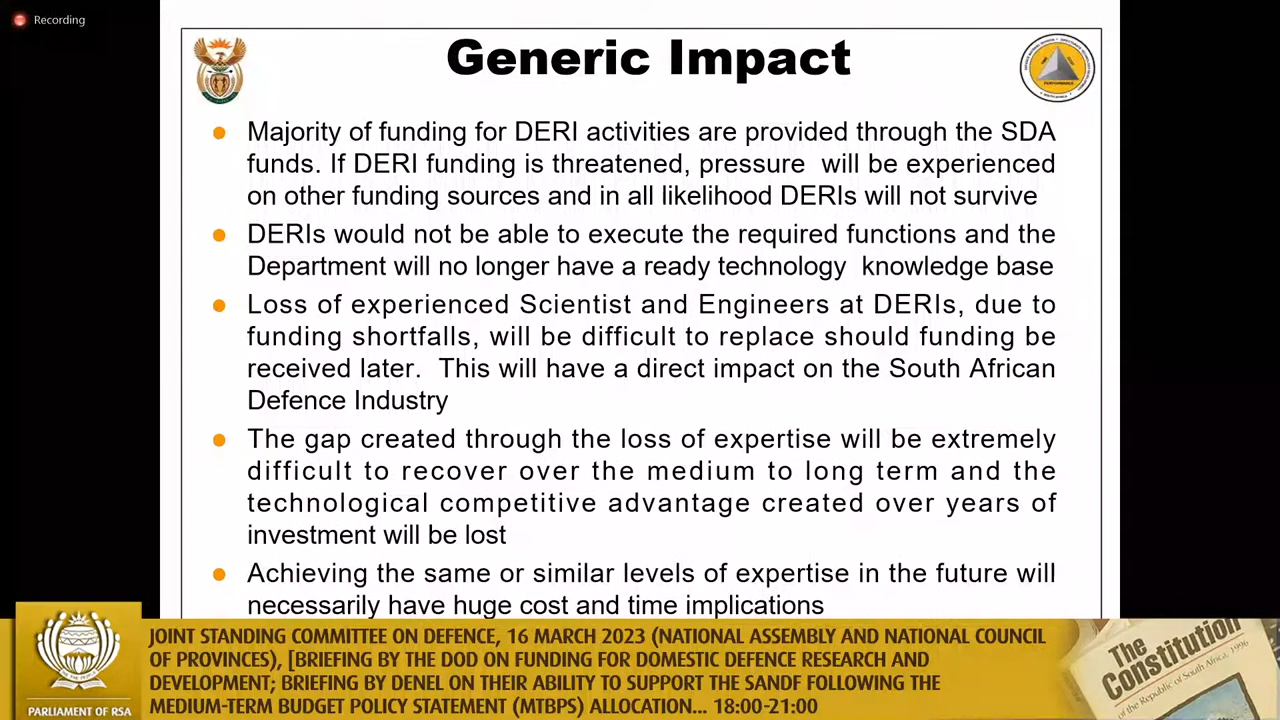 Recording
Generic Impact
Majority of funding for DERI activities are provided through the SDA
funds. If DERI funding is threatened, pressure will be experienced
on other funding sources and in all likelihood DERIs will not survive
DERIs would not be able to execute the required functions and the
Department will no longer have a ready technology knowledge base
Loss of experienced Scientist and Engineers at DERIs, due to
funding shortfalls, will be difficult to replace should funding be
received later. This will have a direct impact on the South African
Defence Industry
The gap created through the loss of expertise will be extremely
difficult to recover over the medium to long term and the
technological competitive advantage created over years of
investment will be lost
Achieving the same or similar levels of expertise in the future will
necessarily have huge cost and time implications
JOINT STANDING COMMITTEE ON DEFENCE, 16 MARCH 2023 (NATIONAL ASSEMBLY AND NATIONAL COUNCIL
OF PROVINCES), [BRIEFING BY THE DOD ON FUNDING FOR DOMESTIC DEFENCE RESEARCH AND
DEVELOPMENT; BRIEFING BY DENEL ON THEIR ABILITY TO SUPPORT THE SANDF FOLLOWING THE
MEDIUM-TERM BUDGET POLICY STATEMENT (MTBPS) ALLOCATION... 18:00-21:00
PARLIAMENT OF RSA
The
Constitution
of the Republic of South Africa, 1996